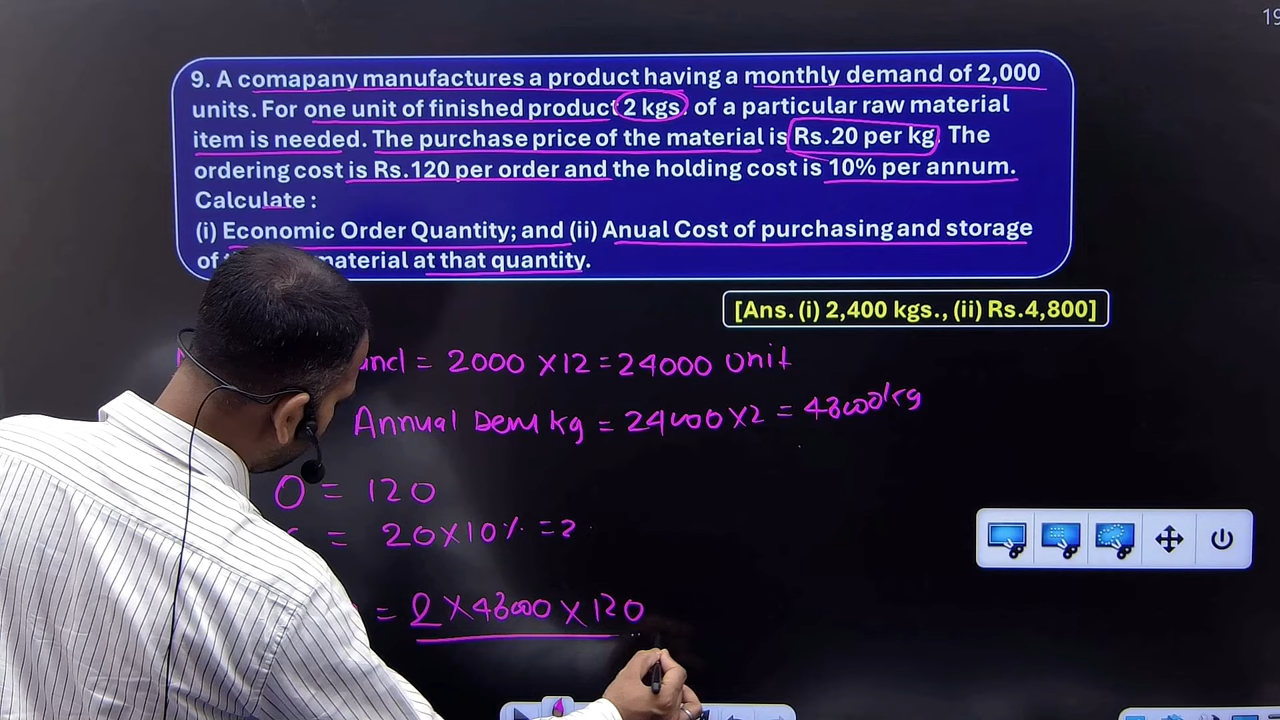 19
9. A comapany manufactures a product having a monthly demand of 2,000
units. For one unit of finished product 2 kgs of a particular raw material
item is needed. The purchase price of the material is Rs.20 per kg. The
ordering cost is Rs.120 per order and the holding cost is 10% per annum.
Calculate :
(i) Economic Order Quantity; and (ii) Anual Cost of purchasing and storage
of material at that quantity.
[Ans. (i) 2,400 kgs., (ii) Rs.4,800]
= 2000 X12 = 24000 Unit
Annual Dem kg = 24000 X 2 = 48000 kg
O = 120
= 20X10% = 2
= 2 X 48000 X 120